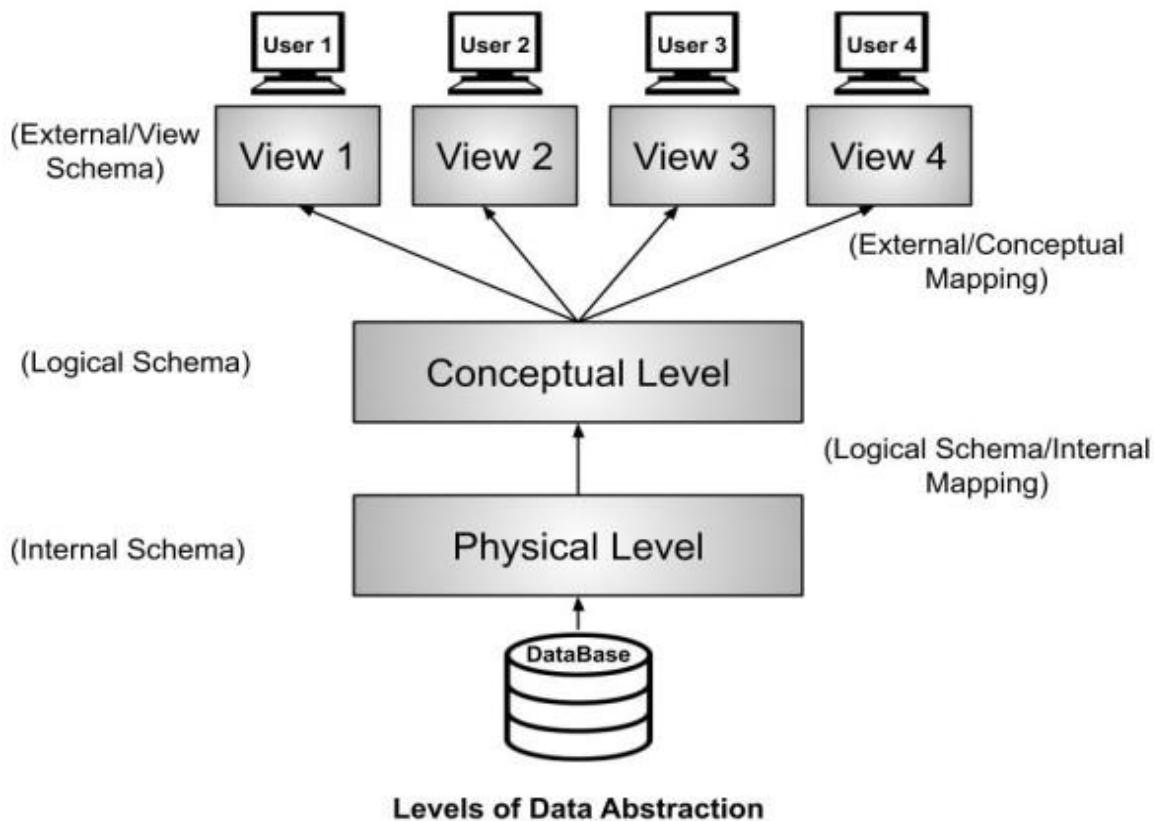 User 1
User 2
User 3
User 4
(External/View
Schema)
View 1
View 2
View 3
View 4
(External/Conceptual
Mapping)
(Logical Schema)
Conceptual Level
(Logical Schema/Internal
Mapping)
(Internal Schema)
Physical Level
DataBase
Levels of Data Abstraction